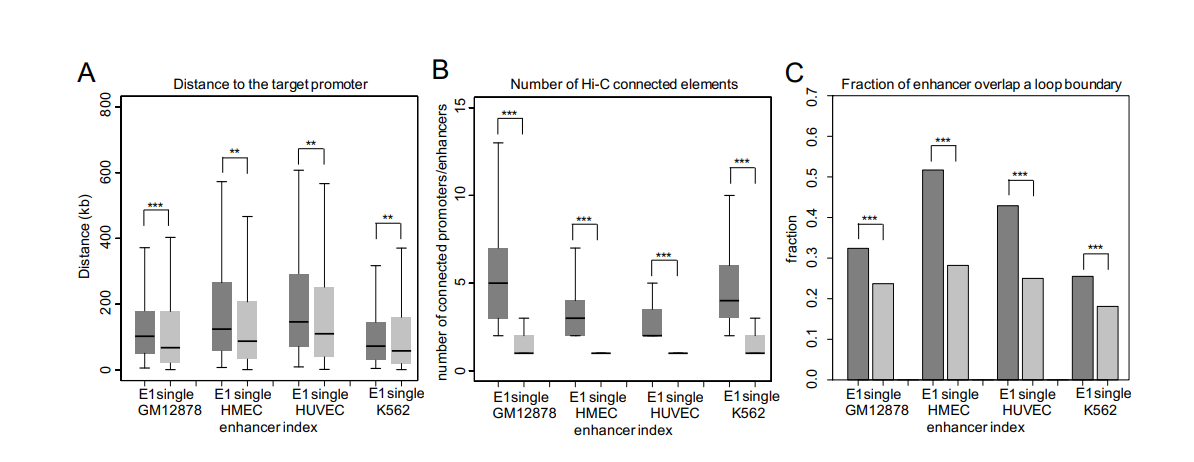 A
Distance to the target promoter
Distance (kb)
800
600
400
200
0
***
**
**
**
E1 single E1 single E1 single E1 single
GM12878 HMEC HUVEC K562
enhancer index
B
Number of Hi-C connected elements
number of connected promoters/enhancers
15
10
5
0
***
***
***
***
E1 single E1 single E1 single E1 single
GM12878 HMEC HUVEC K562
enhancer index
C
Fraction of enhancer overlap a loop boundary
fraction
0.7
0.6
0.5
0.4
0.3
0.2
0.1
0.0
***
***
***
***
E1 single E1 single E1 single E1 single
GM12878 HMEC HUVEC K562
enhancer index